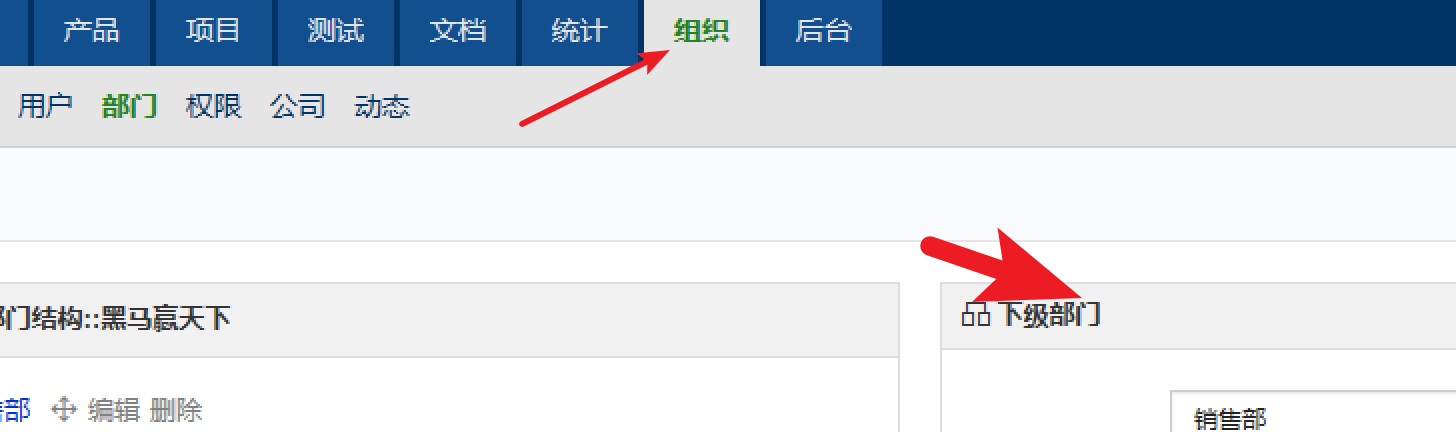 产品 项目 测试 文档 统计 组织 后台
用户 部门 权限 公司 动态
部门结构::黑马赢天下
下级部门
售部 编辑 删除
销售部